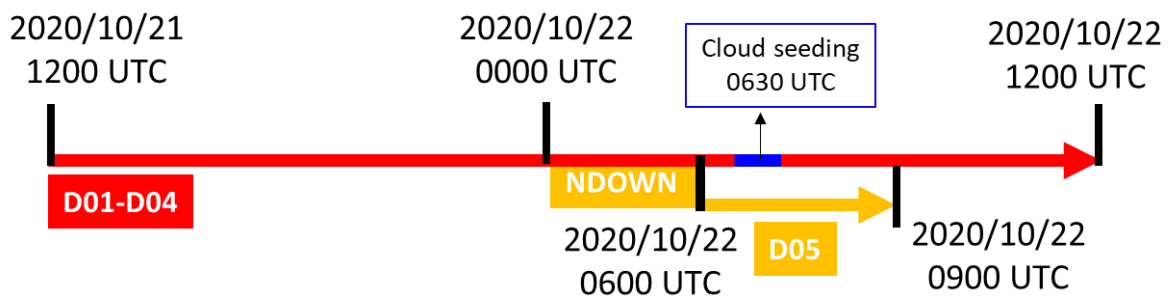 2020/10/21
1200 UTC
2020/10/22
0000 UTC
Cloud seeding
0630 UTC
2020/10/22
1200 UTC
D01-D04
NDOWN
2020/10/22
0600 UTC
D05
2020/10/22
0900 UTC